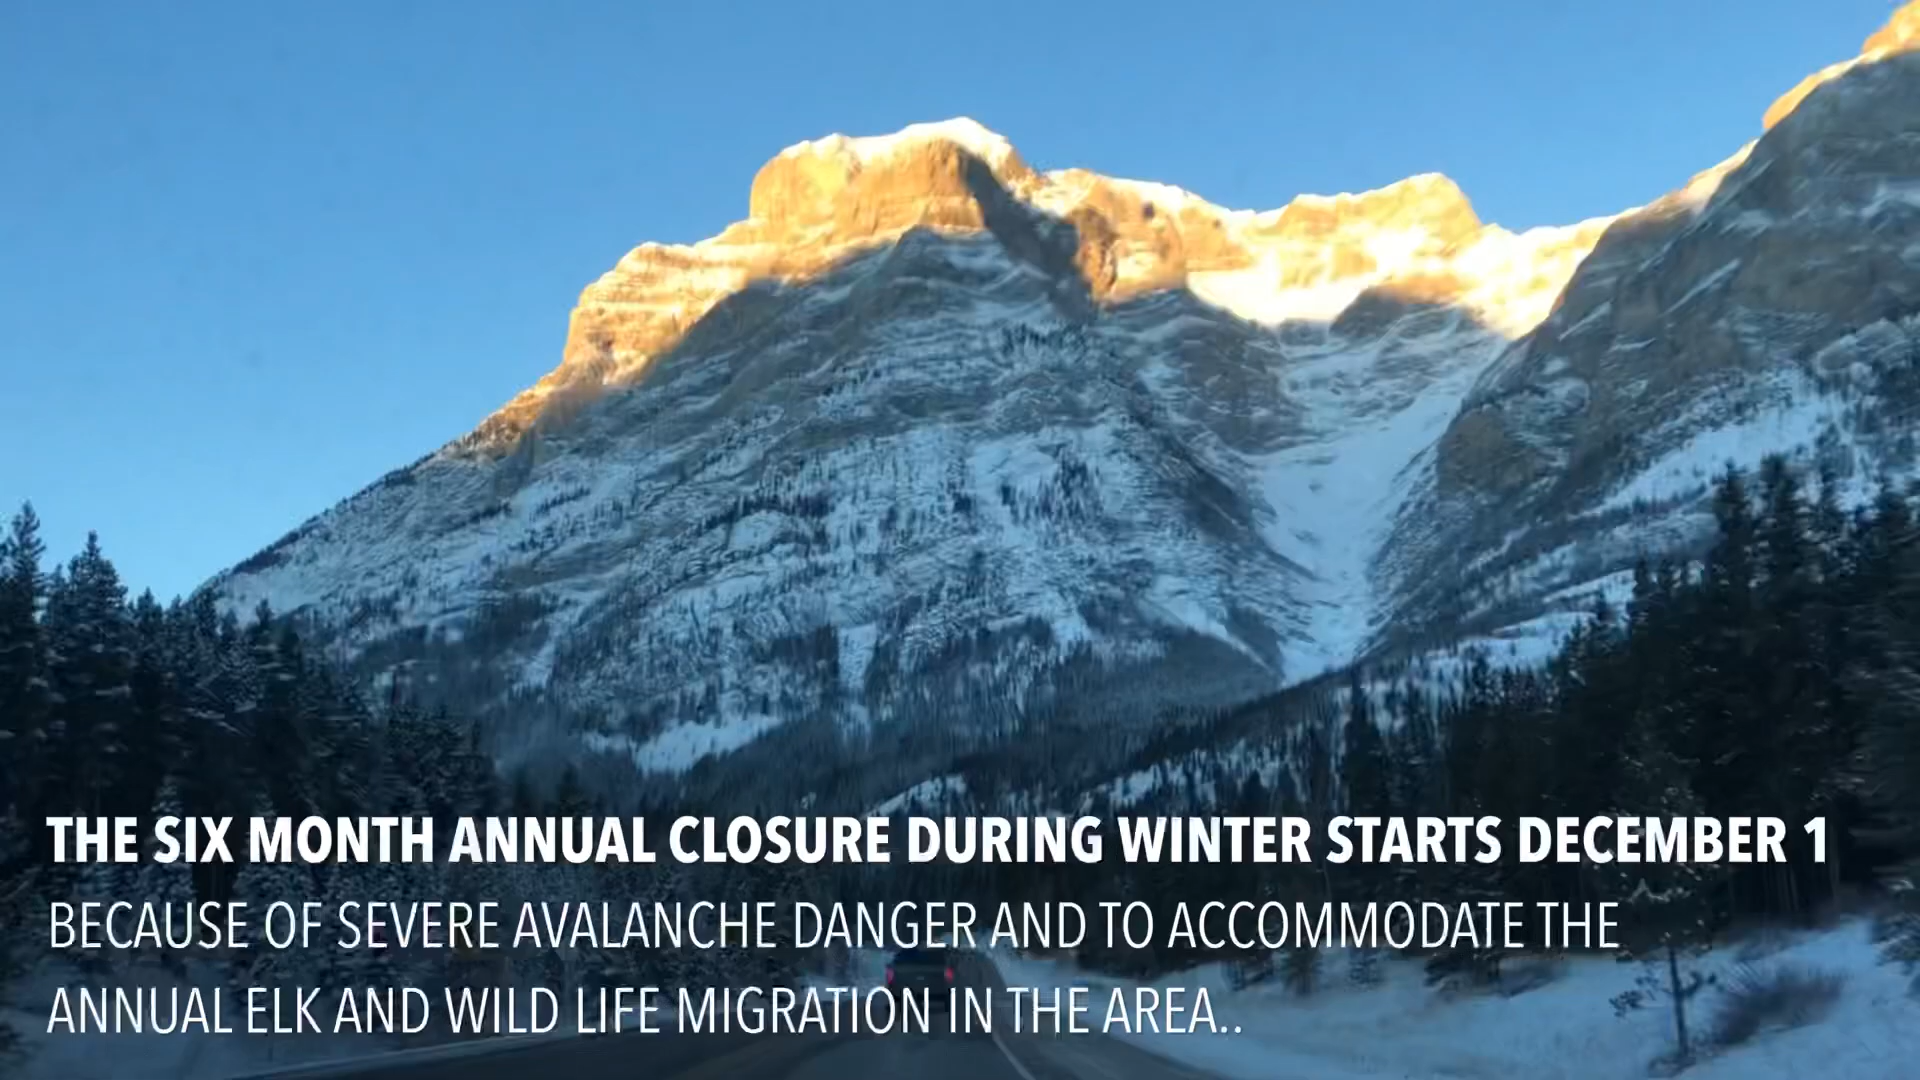 THE SIX MONTH ANNUAL CLOSURE DURING WINTER STARTS DECEMBER 1
BECAUSE OF SEVERE AVALANCHE DANGER AND TO ACCOMMODATE THE
ANNUAL ELK AND WILD LIFE MIGRATION IN THE AREA..